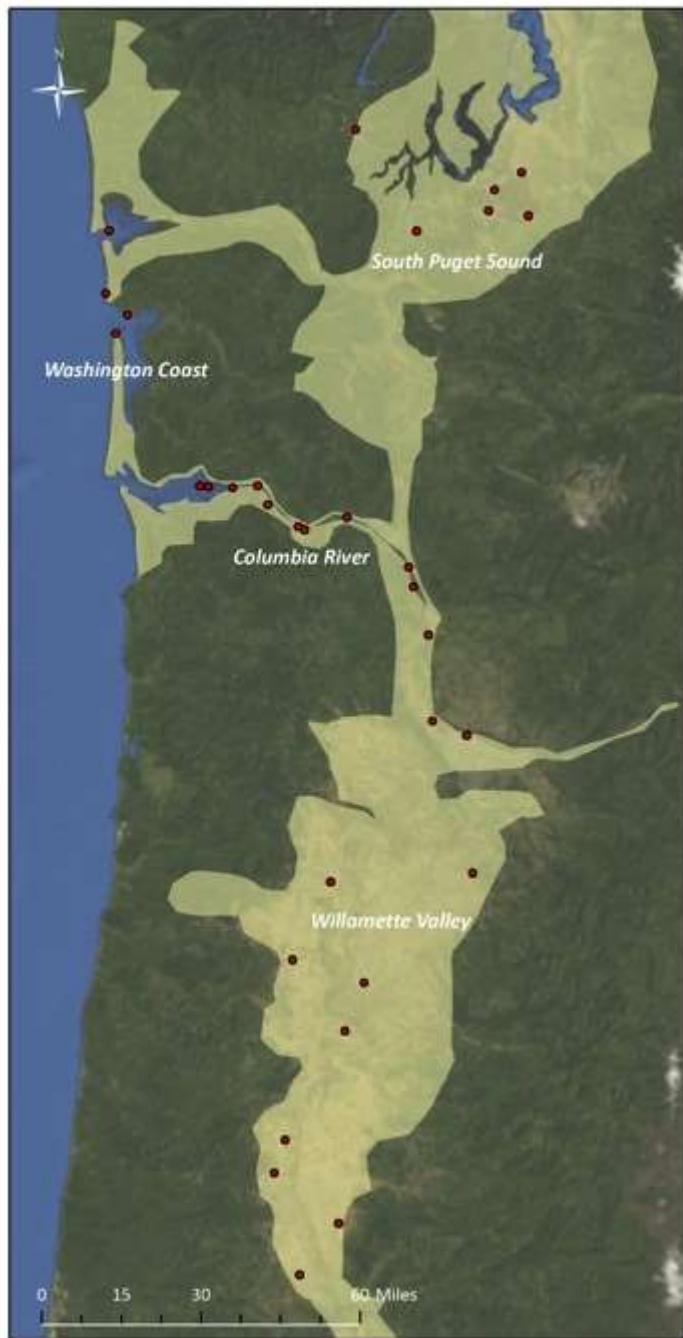 N
South Puget Sound
Washington Coast
Columbia River
Willamette Valley
0 15 30 60 Miles